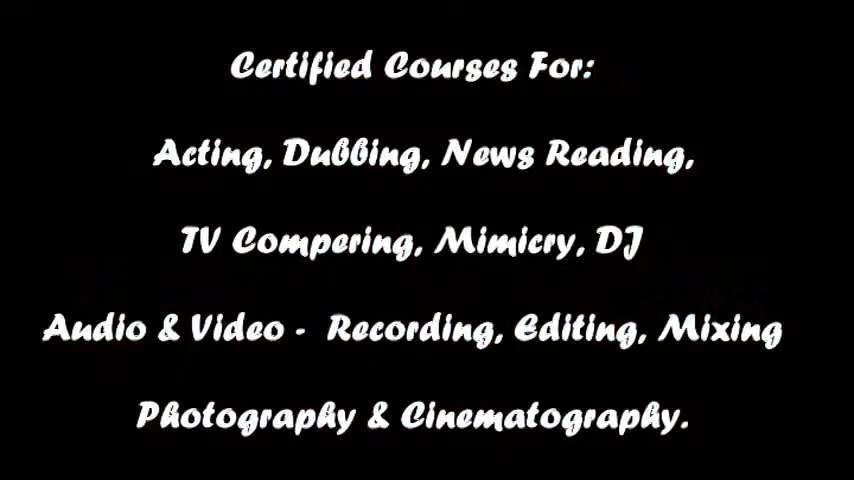 Certified Courses For:
Acting, Dubbing, News Reading,
TV Compering, Mimicry, DJ
Audio & Video - Recording, Editing, Mixing
Photography & Cinematography.